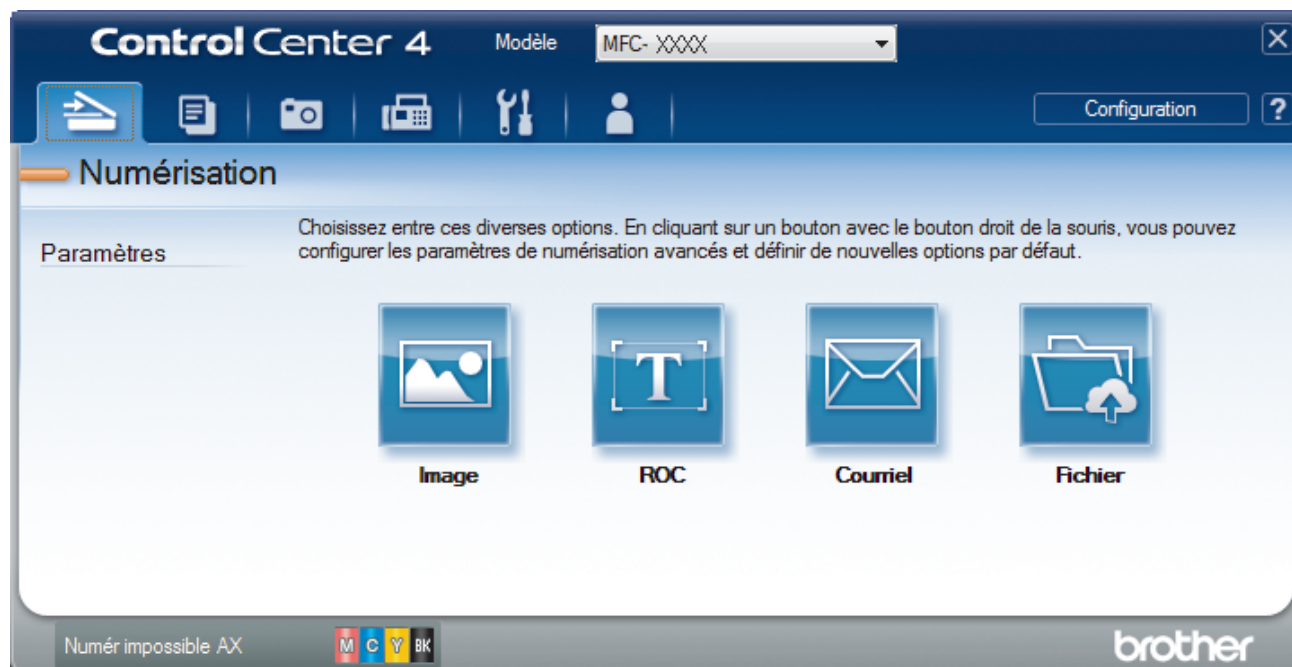 Control Center 4
Modèle
MFC- XXXX
Configuration
?
Numérisation
Paramètres
Choisissez entre ces diverses options. En cliquant sur un bouton avec le bouton droit de la souris, vous pouvez
configurer les paramètres de numérisation avancés et définir de nouvelles options par défaut.
T
Image
ROC
Courriel
Fichier
Numér impossible AX
M C Y BK
brother